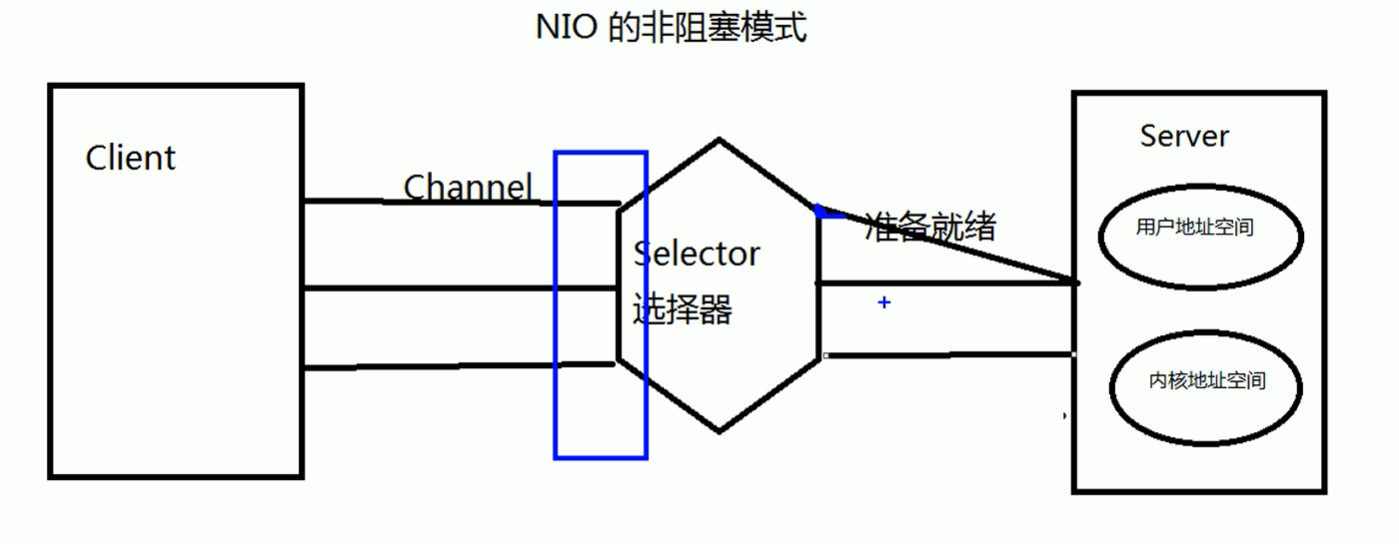 NIO 的非阻塞模式
Client
Channel
Selector
选择器
准备就绪
Server
用户地址空间
内核地址空间